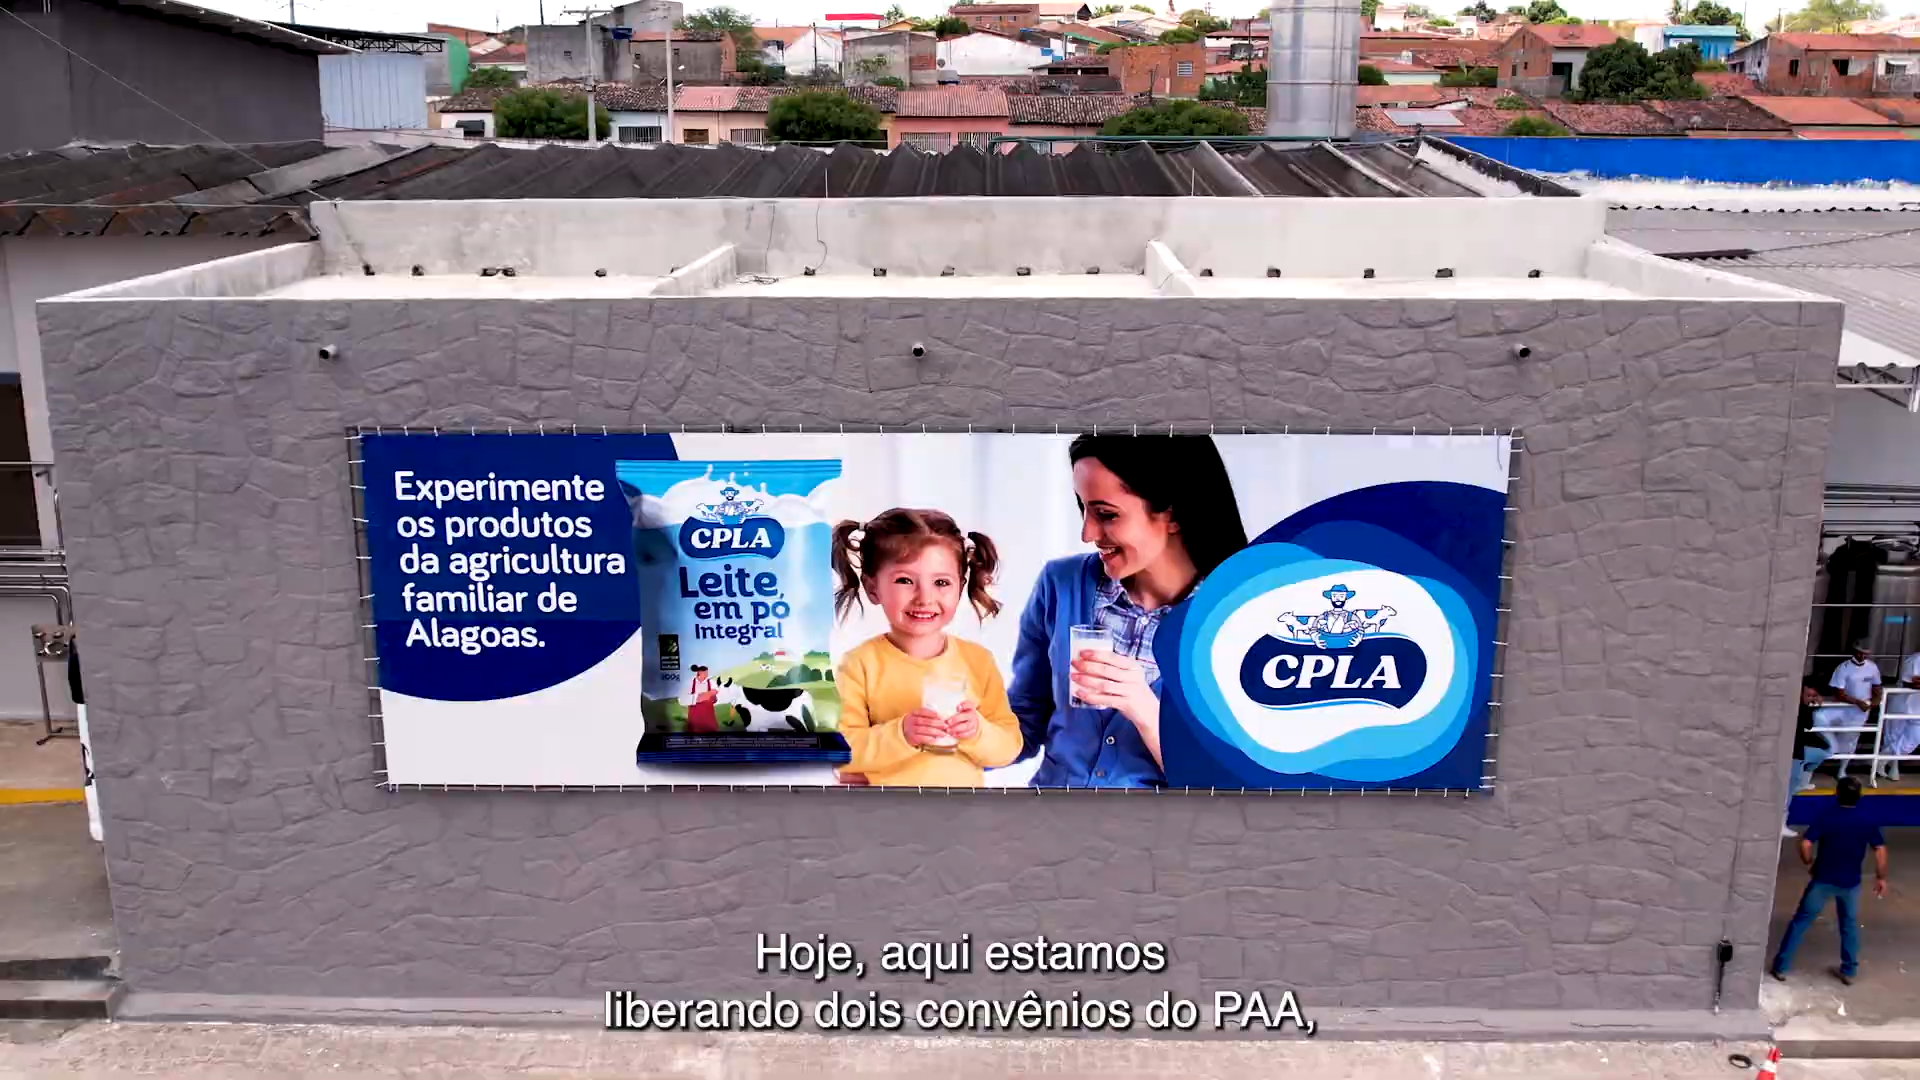 Experimente
os produtos
da agricultura
familiar de
Alagoas.
CPLA
Leite
em pó
Integral
CPLA
Hoje, aqui estamos
liberando dois convênios do PAA,